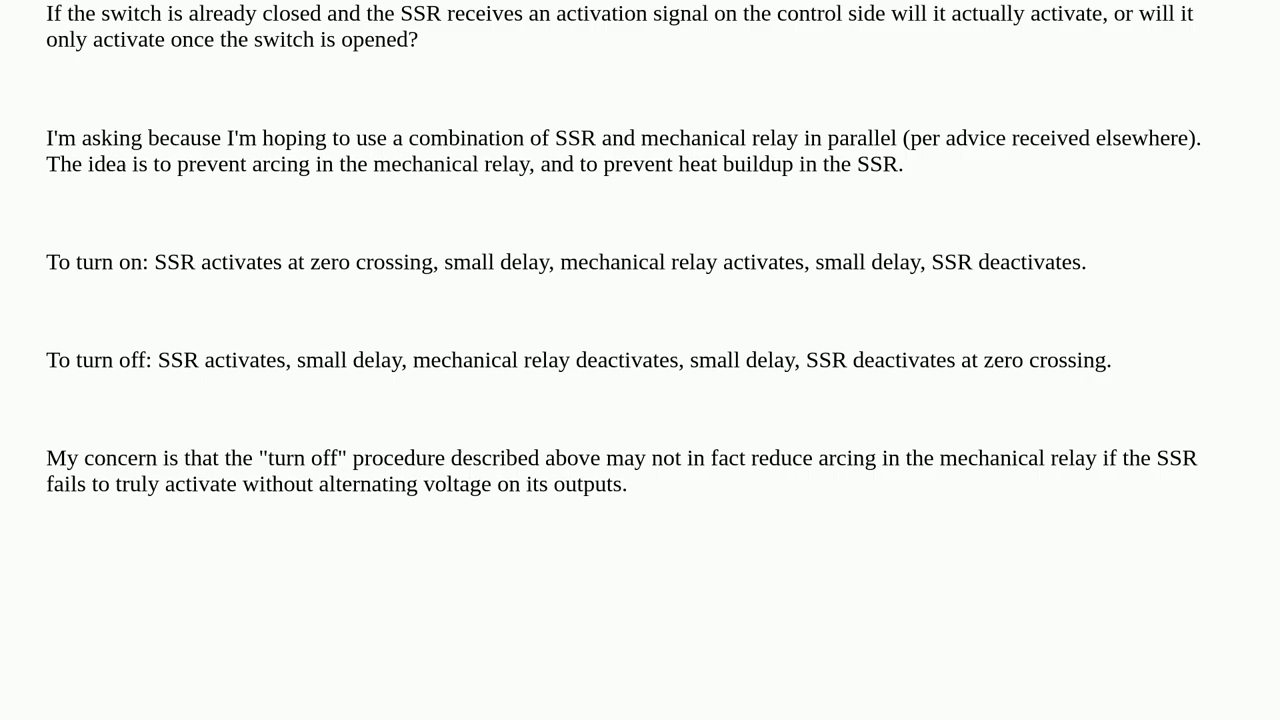 If the switch is already closed and the SSR receives an activation signal on the control side will it actually activate, or will it
only activate once the switch is opened?
I'm asking because I'm hoping to use a combination of SSR and mechanical relay in parallel (per advice received elsewhere).
The idea is to prevent arcing in the mechanical relay, and to prevent heat buildup in the SSR.
To turn on: SSR activates at zero crossing, small delay, mechanical relay activates, small delay, SSR deactivates.
To turn off: SSR activates, small delay, mechanical relay deactivates, small delay, SSR deactivates at zero crossing.
My concern is that the "turn off" procedure described above may not in fact reduce arcing in the mechanical relay if the SSR
fails to truly activate without alternating voltage on its outputs.